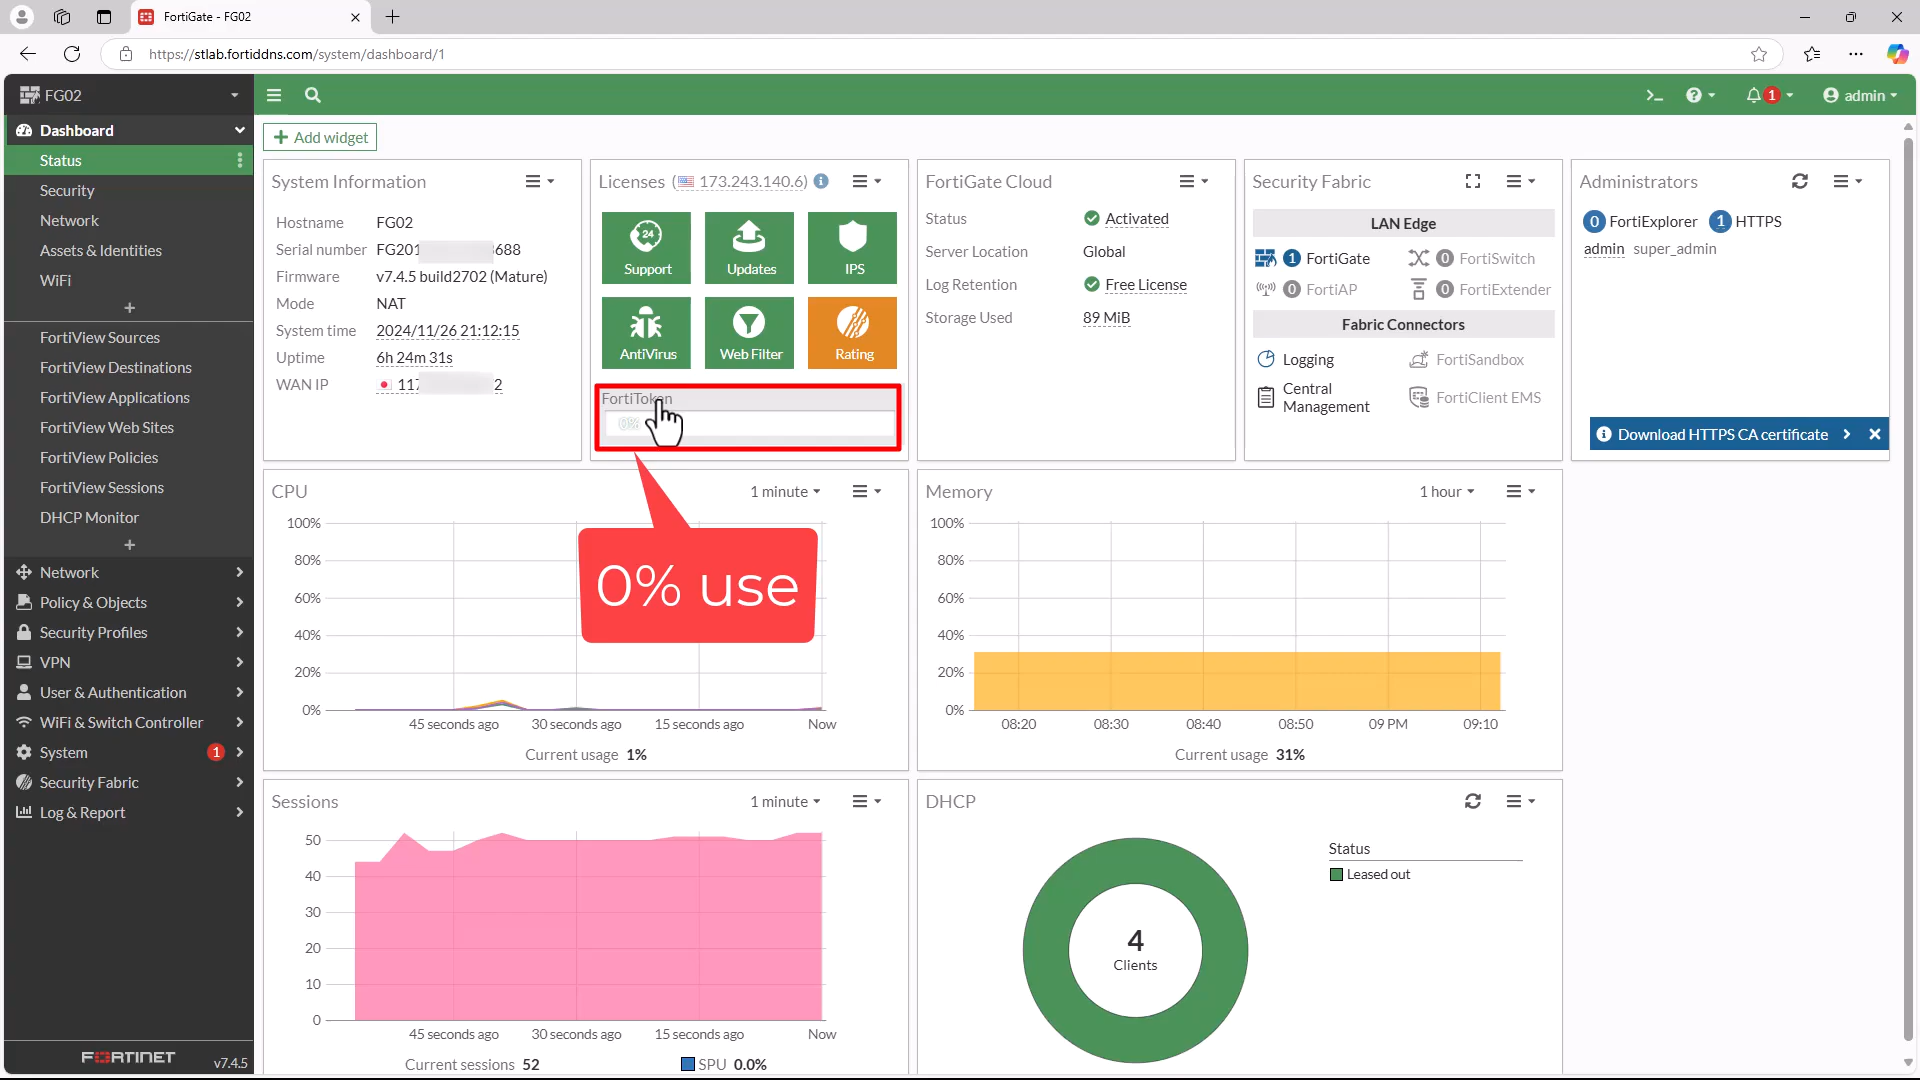 FortiGate - FG02
https://stlab.fortiddns.com/system/dashboard/1
FG02
1
admin
Dashboard
Status
Security
Network
Assets & Identities
WiFi
FortiView Sources
FortiView Destinations
FortiView Applications
FortiView Web Sites
FortiView Policies
FortiView Sessions
DHCP Monitor
Network
Policy & Objects
Security Profiles
VPN
User & Authentication
WiFi & Switch Controller
System 1
Security Fabric
Log & Report
FORTINET v7.4.5
+ Add widget
System Information
Hostname FG02
Serial number FG201 688
Firmware v7.4.5 build2702 (Mature)
Mode NAT
System time 2024/11/26 21:12:15
Uptime 6h 24m 31s
WAN IP 117 2
Licenses (173.243.140.6)
24
Support Updates IPS
AntiVirus Web Filter Rating
FortiToken
0%
0% use
FortiGate Cloud
Status Activated
Server Location Global
Log Retention Free License
Storage Used 89 MiB
Security Fabric
LAN Edge
1 FortiGate 0 FortiSwitch
0 FortiAP 0 FortiExtender
Fabric Connectors
Logging FortiSandbox
Central
Management FortiClient EMS
Administrators
0 FortiExplorer 1 HTTPS
admin super_admin
Download HTTPS CA certificate
CPU 1 minute
100%
80%
60%
40%
20%
0%
45 seconds ago 30 seconds ago 15 seconds ago Now
Current usage 1%
Memory 1 hour
100%
80%
60%
40%
20%
0%
08:20 08:30 08:40 08:50 09 PM 09:10
Current usage 31%
Sessions 1 minute
50
40
30
20
10
0
45 seconds ago 30 seconds ago 15 seconds ago Now
Current sessions 52 SPU 0.0%
DHCP
4
Clients
Status
Leased out